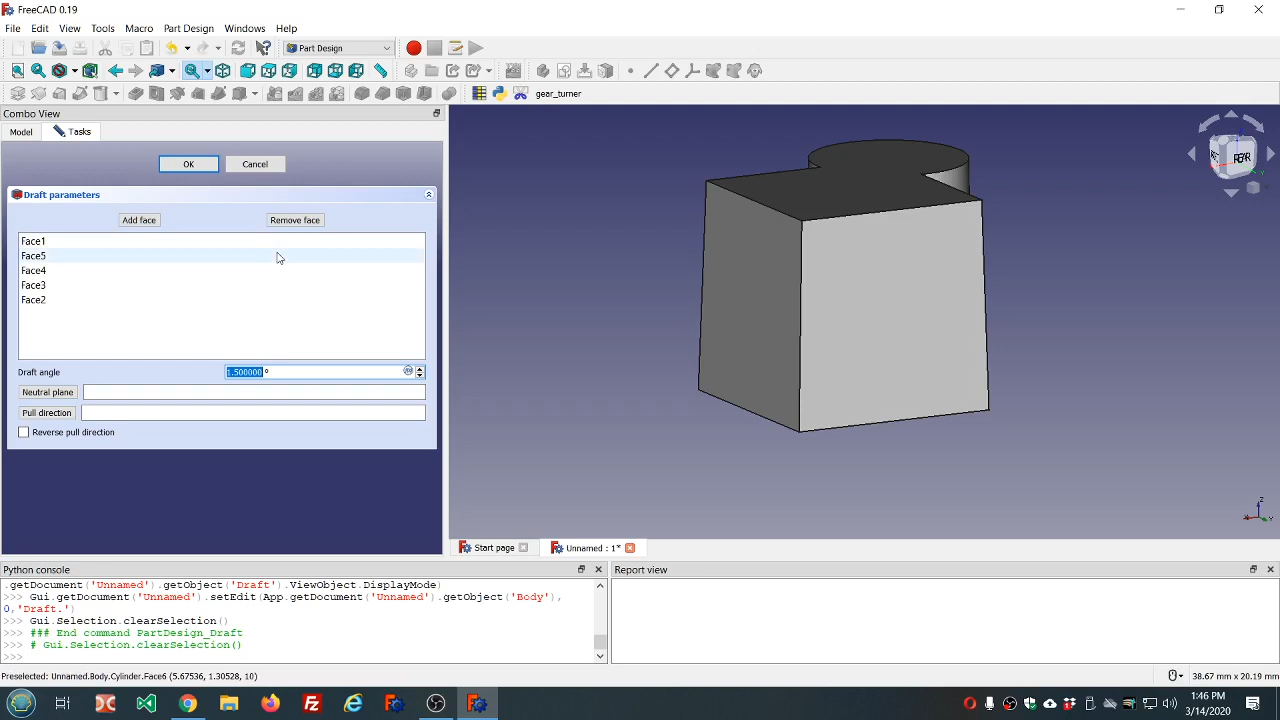 FreeCAD 0.19
File Edit View Tools Macro Part Design Windows Help
Part Design
gear_turner
Combo View
Model Tasks
OK Cancel
Draft parameters
Add face Remove face
Face1
Face5
Face4
Face3
Face2
Draft angle 1.500000 °
Neutral plane
Pull direction
Reverse pull direction
REAR
Z
Start page Unnamed : 1*
Python console
.getDocument('Unnamed').getObject('Draft').ViewObject.DisplayMode)
>>> Gui.getDocument('Unnamed').setEdit(App.getDocument('Unnamed').getObject('Body'),
0,'Draft.')
>>> Gui.Selection.clearSelection()
>>> ### End command PartDesign_Draft
>>> # Gui.Selection.clearSelection()
>>>
Report view
Preselected: Unnamed.Body.Cylinder.Face6 (5.67536, 1.30528, 10)
38.67 mm x 20.19 mm
1:46 PM
3/14/2020